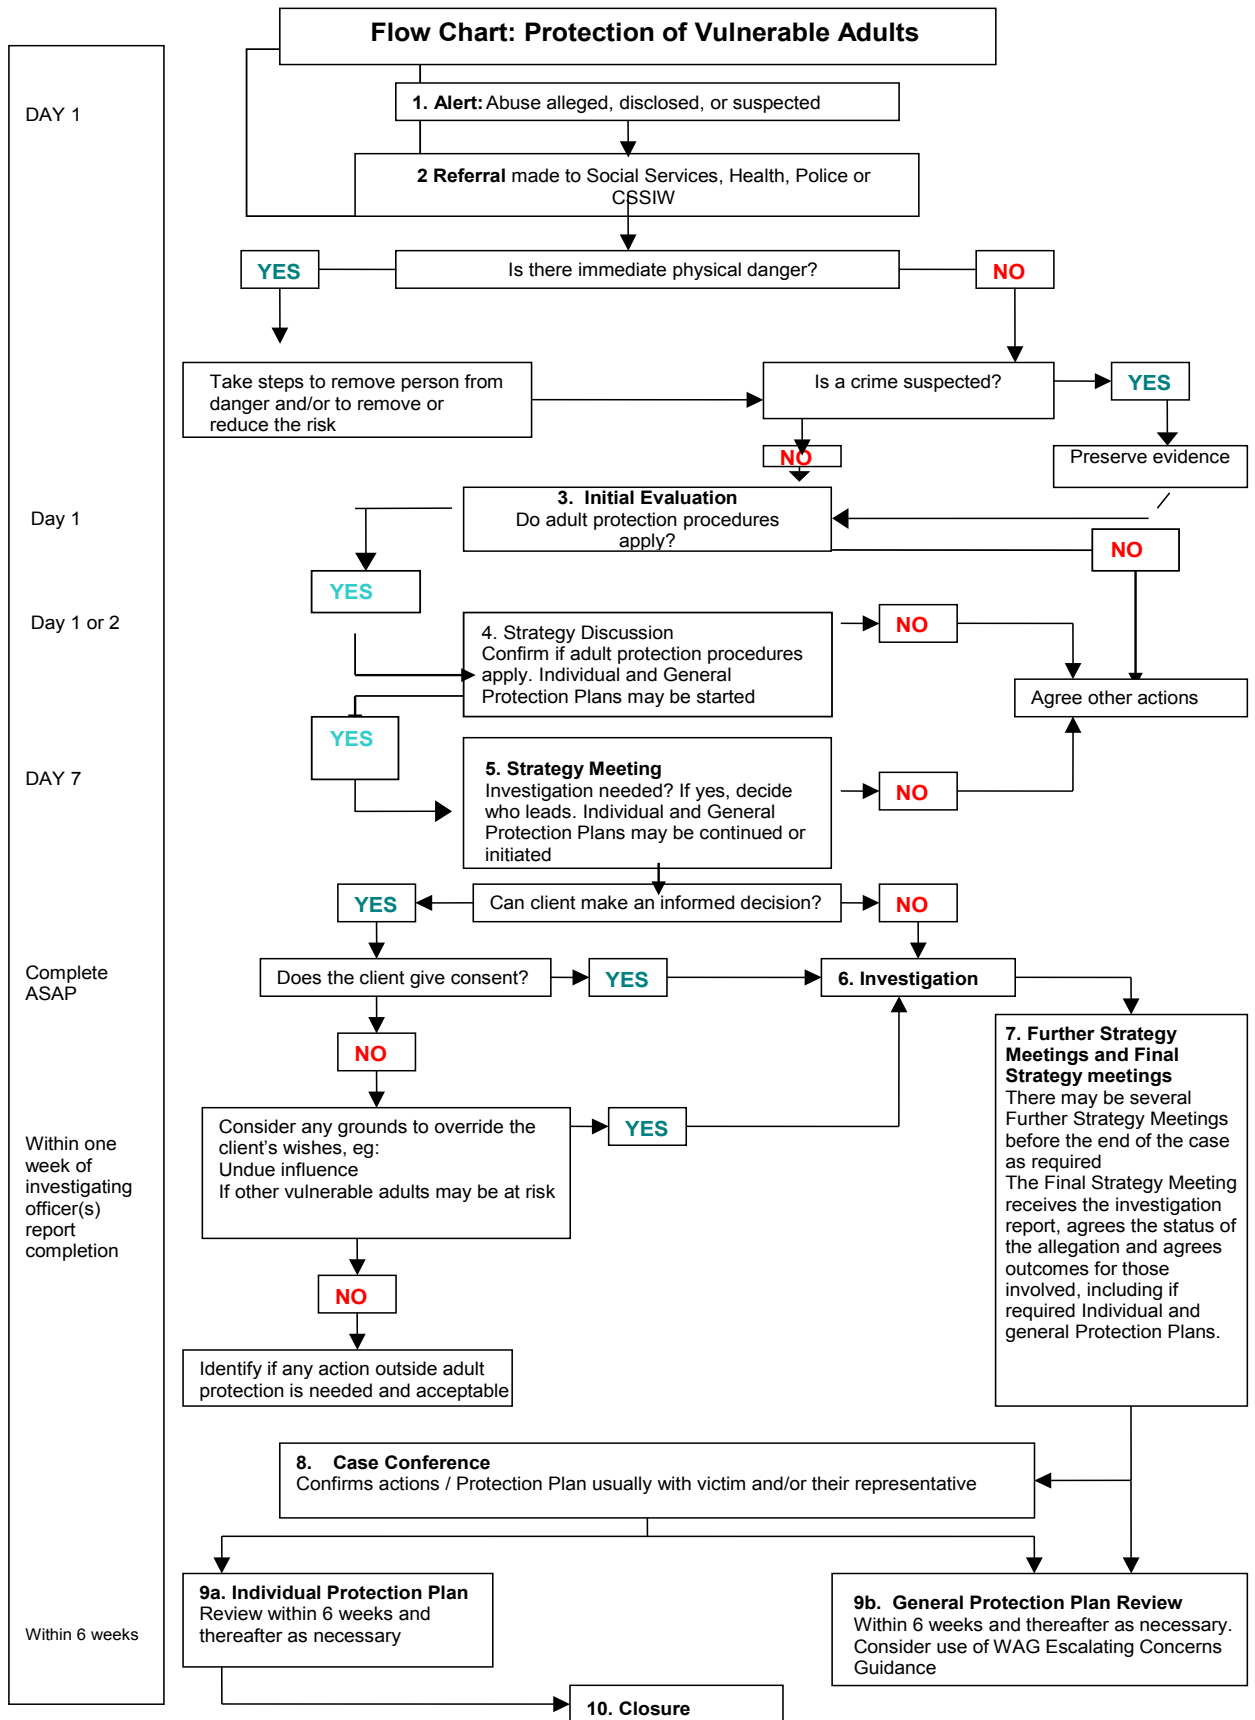 Flow Chart: Protection of Vulnerable Adults
DAY 1
1. Alert: Abuse alleged, disclosed, or suspected
2 Referral made to Social Services, Health, Police or
CSSIW
YES
Is there immediate physical danger?
NO
Take steps to remove person from
danger and/or to remove or
reduce the risk
Is a crime suspected?
YES
NO
Preserve evidence
Day 1
3. Initial Evaluation
Do adult protection procedures
apply?
NO
YES
Day 1 or 2
4. Strategy Discussion
Confirm if adult protection procedures
apply. Individual and General
Protection Plans may be started
NO
Agree other actions
YES
DAY 7
5. Strategy Meeting
Investigation needed? If yes, decide
who leads. Individual and General
Protection Plans may be continued or
initiated
NO
YES
Can client make an informed decision?
NO
Complete
ASAP
Does the client give consent?
YES
6. Investigation
NO
7. Further Strategy
Meetings and Final
Strategy meetings
There may be several
Further Strategy Meetings
before the end of the case
as required
The Final Strategy Meeting
receives the investigation
report, agrees the status of
the allegation and agrees
outcomes for those
involved, including if
required Individual and
general Protection Plans.
Within one
week of
investigating
officer(s)
report
completion
Consider any grounds to override the
client's wishes, eg:
Undue influence
If other vulnerable adults may be at risk
YES
NO
Identify if any action outside adult
protection is needed and acceptable
8. Case Conference
Confirms actions / Protection Plan usually with victim and/or their representative
9a. Individual Protection Plan
Review within 6 weeks and
thereafter as necessary
9b. General Protection Plan Review
Within 6 weeks and thereafter as necessary.
Consider use of WAG Escalating Concerns
Guidance
Within 6 weeks
10. Closure